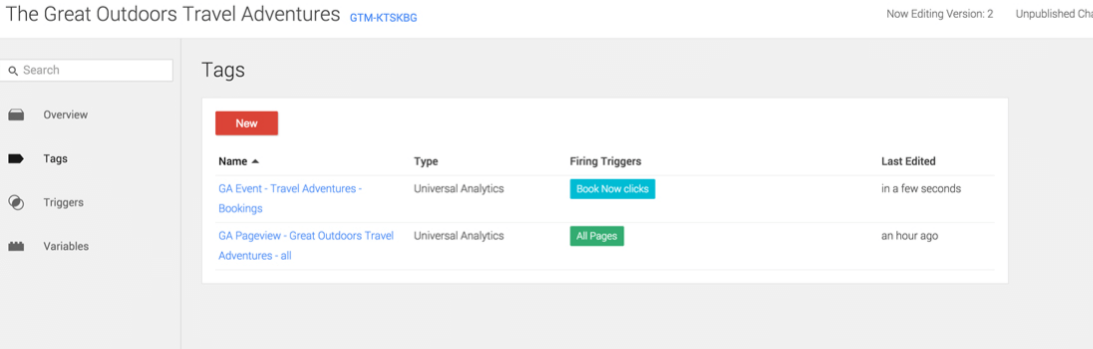 The Great Outdoors Travel Adventures GTM-KTSKBG Now Editing Version: 2 Unpublished Cha
Search
Tags
Overview
New
Name Type Firing Triggers Last Edited
Tags
GA Event - Travel Adventures - Universal Analytics Book Now clicks in a few seconds
Bookings
Triggers
GA Pageview - Great Outdoors Travel Universal Analytics All Pages an hour ago
Adventures - all
Variables